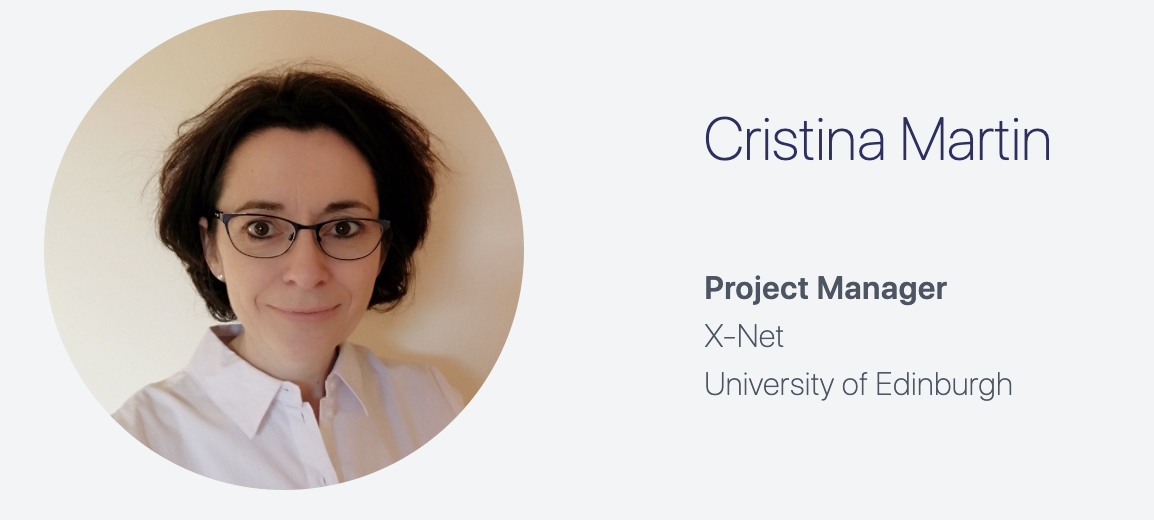 Cristina Martin
Project Manager
X-Net
University of Edinburgh